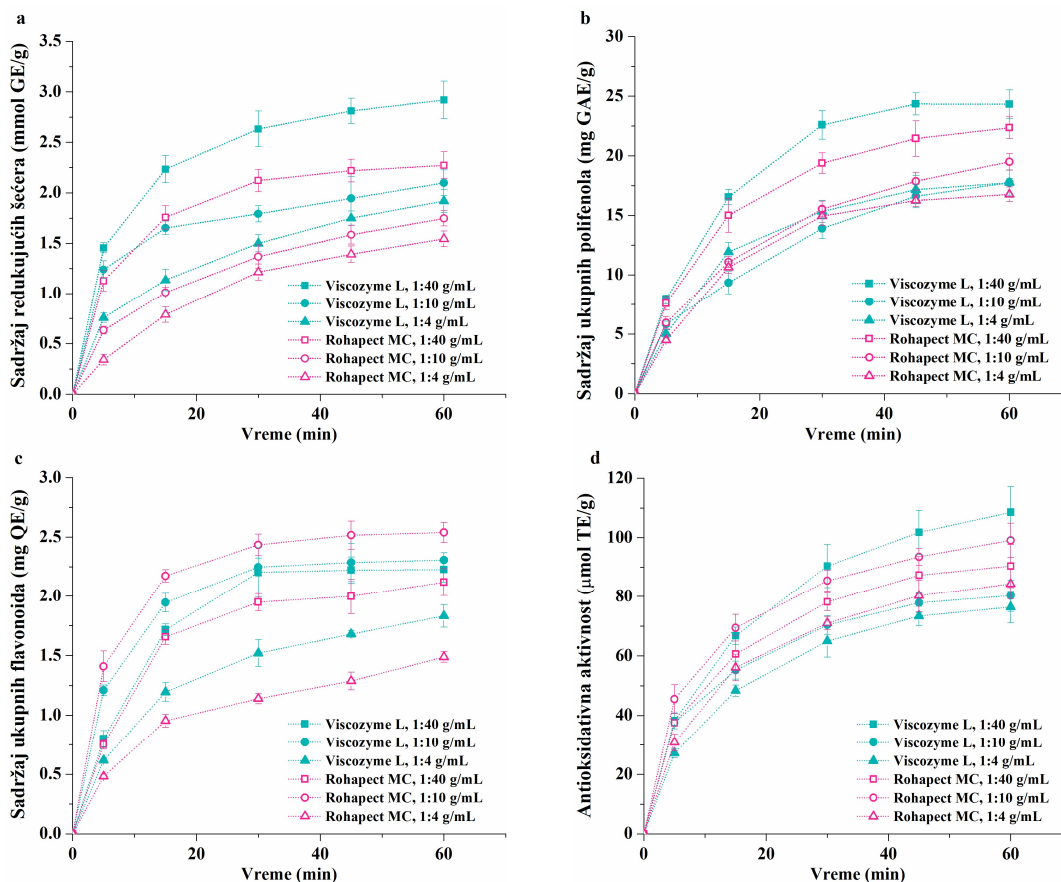 a
Sadržaj redukujućih šećera (mmol GE/g)
3.5
3.0
2.5
2.0
1.5
1.0
0.5
0.0
Viscozyme L, 1:40 g/mL
Viscozyme L, 1:10 g/mL
Viscozyme L, 1:4 g/mL
Rohapect MC, 1:40 g/mL
Rohapect MC, 1:10 g/mL
Rohapect MC, 1:4 g/mL
0 20 40 60
Vreme (min)
b
Sadržaj ukupnih polifenola (mg GAE/g)
30
25
20
15
10
5
0
Viscozyme L, 1:40 g/mL
Viscozyme L, 1:10 g/mL
Viscozyme L, 1:4 g/mL
Rohapect MC, 1:40 g/mL
Rohapect MC, 1:10 g/mL
Rohapect MC, 1:4 g/mL
0 20 40 60
Vreme (min)
c
Sadržaj ukupnih flavonoida (mg QE/g)
3.0
2.5
2.0
1.5
1.0
0.5
0.0
Viscozyme L, 1:40 g/mL
Viscozyme L, 1:10 g/mL
Viscozyme L, 1:4 g/mL
Rohapect MC, 1:40 g/mL
Rohapect MC, 1:10 g/mL
Rohapect MC, 1:4 g/mL
0 20 40 60
Vreme (min)
d
Antioksidativna aktivnost (μmol TE/g)
120
100
80
60
40
20
0
Viscozyme L, 1:40 g/mL
Viscozyme L, 1:10 g/mL
Viscozyme L, 1:4 g/mL
Rohapect MC, 1:40 g/mL
Rohapect MC, 1:10 g/mL
Rohapect MC, 1:4 g/mL
0 20 40 60
Vreme (min)